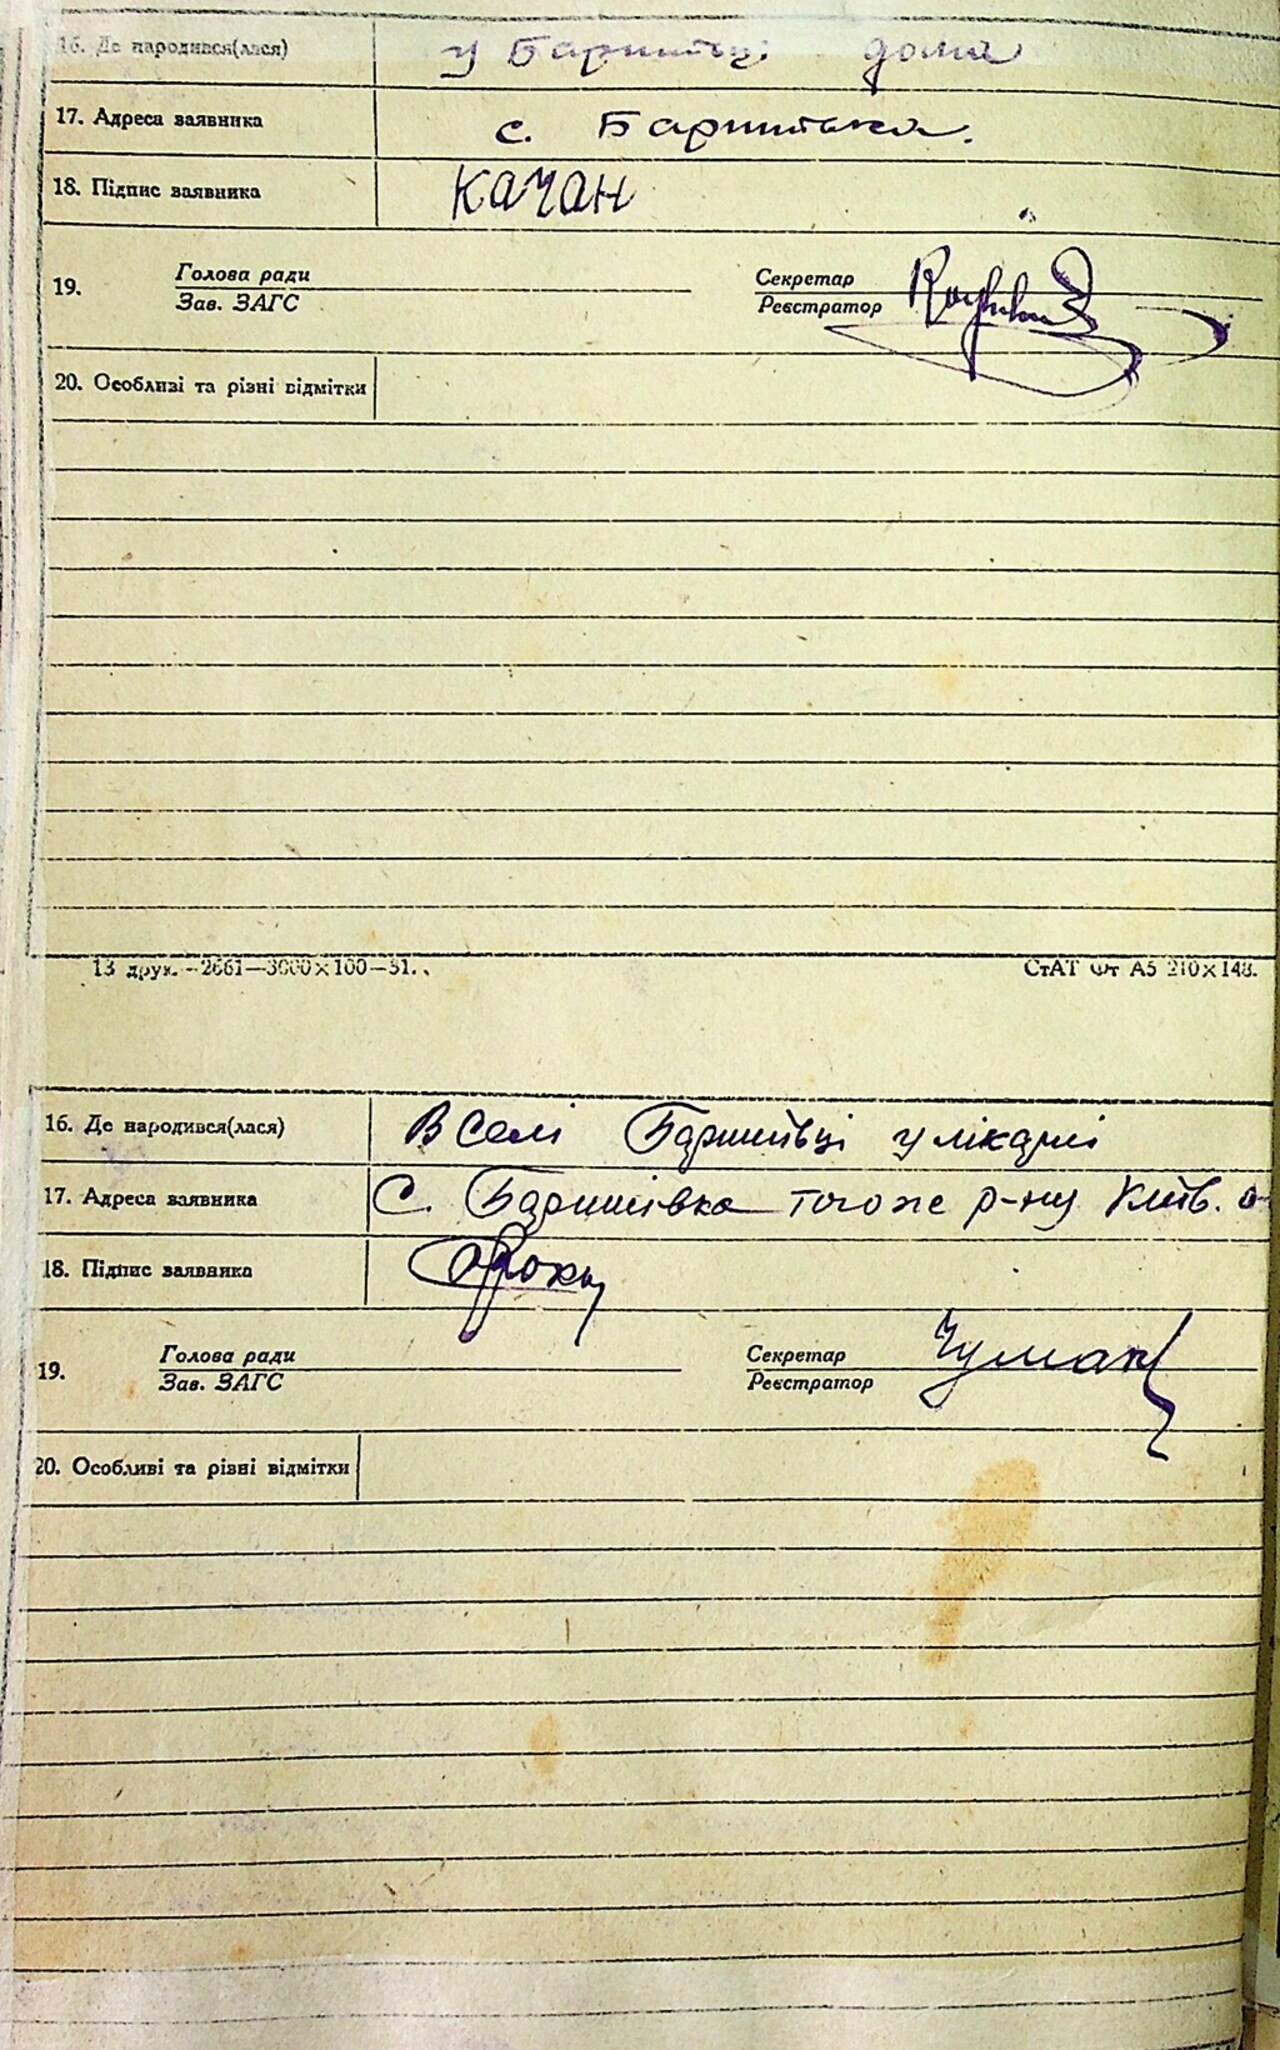 16. Де народився(лася) у Баришівці дома
17. Адреса заявника с. Баришівка.
18. Підпис заявника КАЧАН
19. Голова ради Секретар
Зав. ЗАГС Реєстратор
20. Особливі та різні відмітки
13 друк. - 2661—3000×100—31.
СтАТ Фт А5 210×148.
16. Де народився(лася) В Селі Баришівці у лікарні
17. Адреса заявника С. Баришівка того же р-ну Київ. о
18. Підпис заявника
19. Голова ради Секретар Чумак
Зав. ЗАГС Реєстратор
20. Особливі та різні відмітки